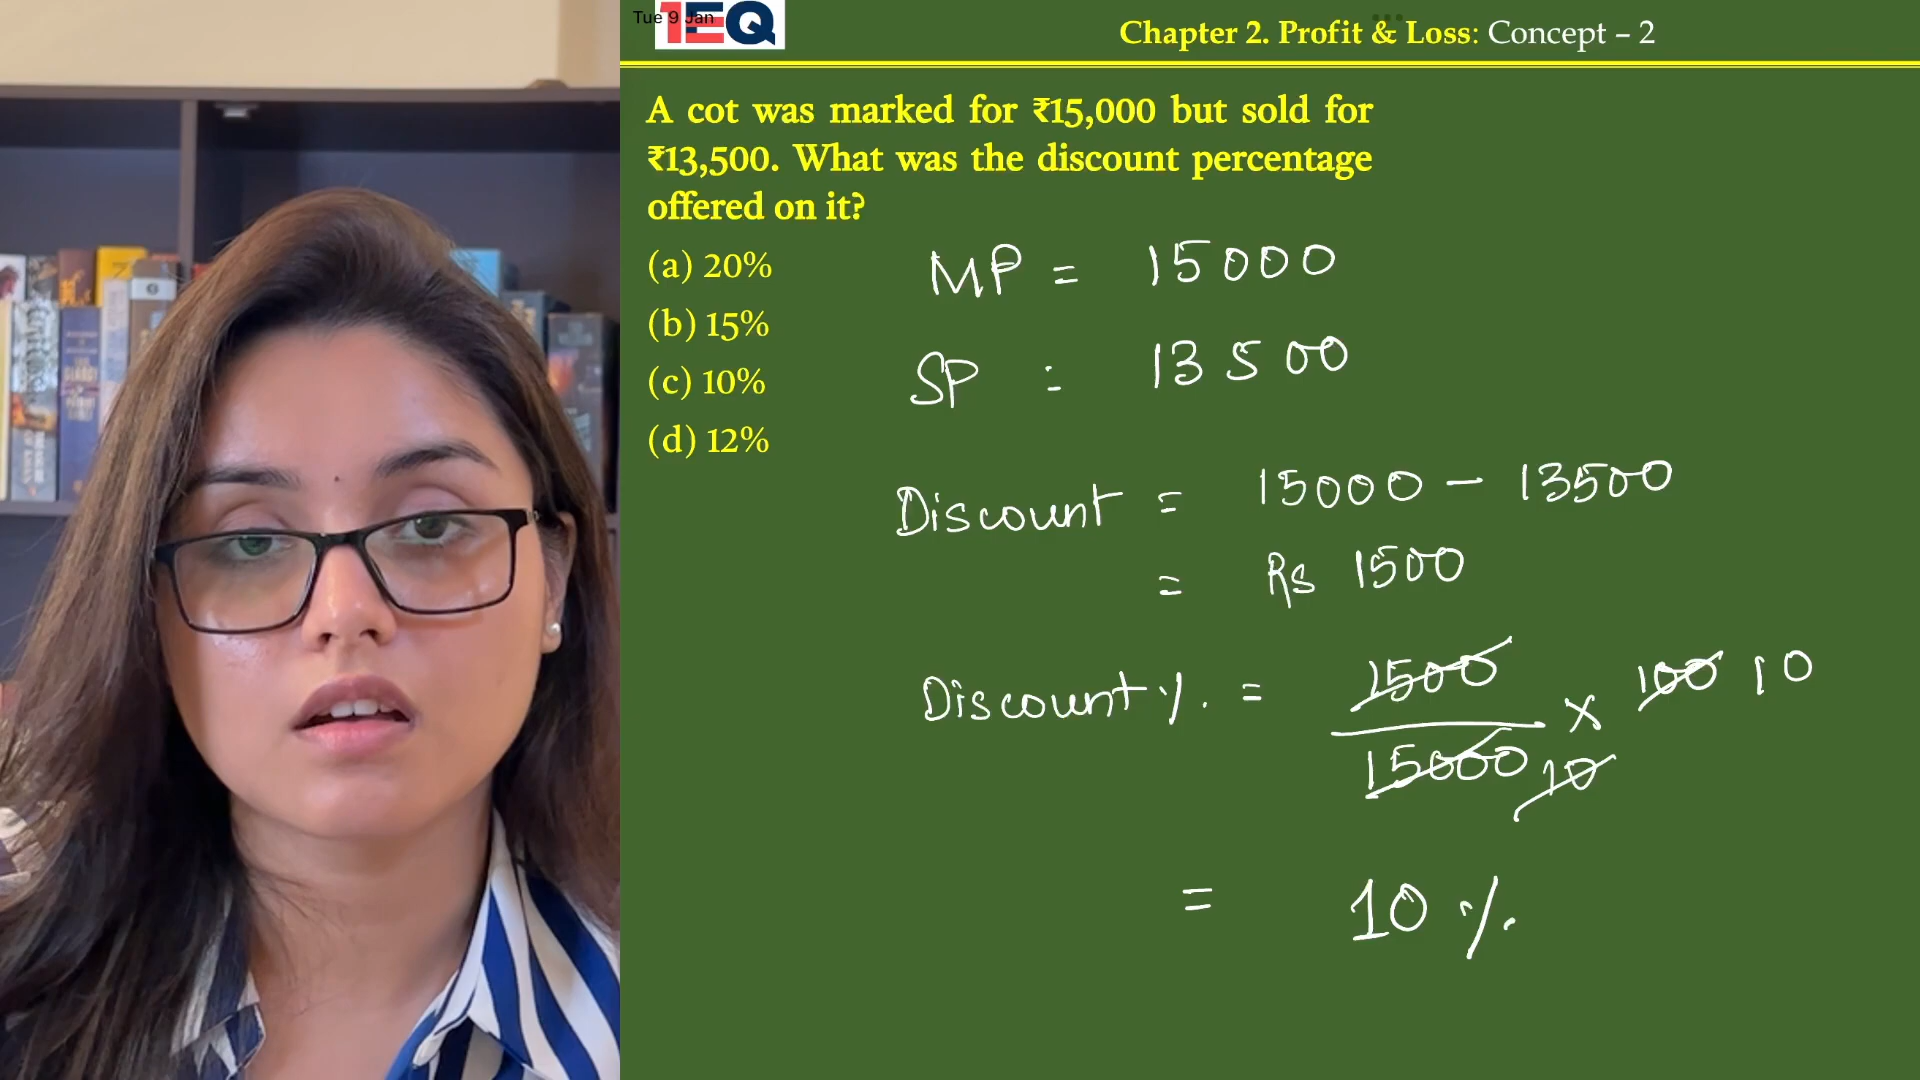 Tue 9 Jan
1EQ
Chapter 2. Profit & Loss: Concept – 2
A cot was marked for ₹15,000 but sold for
₹13,500. What was the discount percentage
offered on it?
(a) 20%
(b) 15%
(c) 10%
(d) 12%
MP = 15000
SP = 13500
Discount = 15000 - 13500
= Rs 1500
Discount % = 1500 / 15000 10 × 100 10
= 10 %